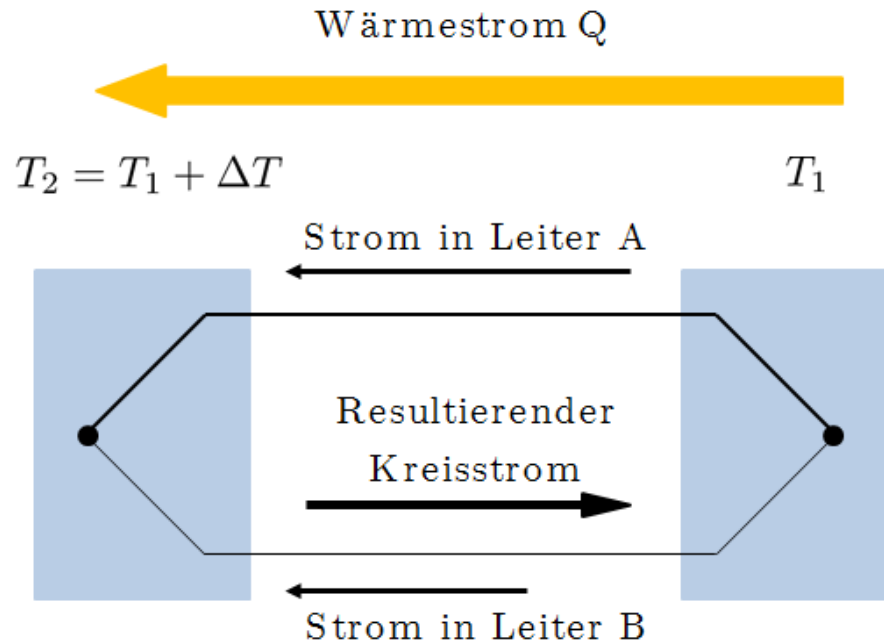 Wärmestrom Q
T₂ = T₁ + ΔT
T₁
Strom in Leiter A
Resultierender
Kreisstrom
Strom in Leiter B